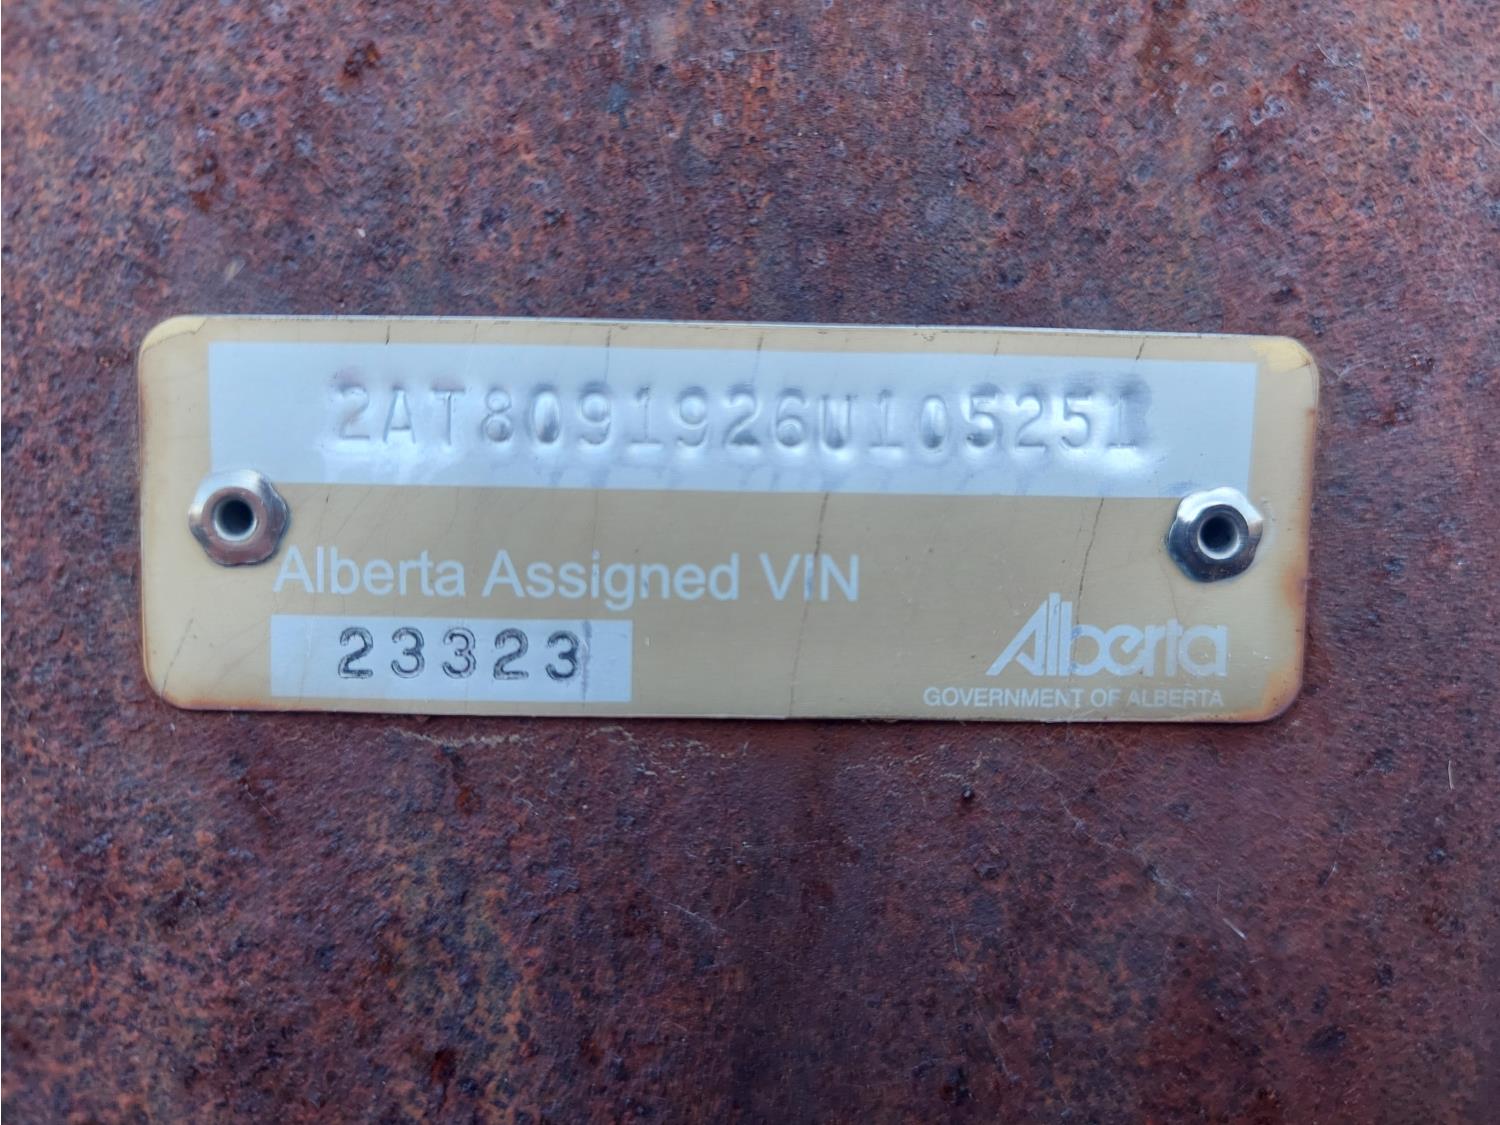 2AT8091926U105251
Alberta Assigned VIN
23323
Alberta
GOVERNMENT OF ALBERTA